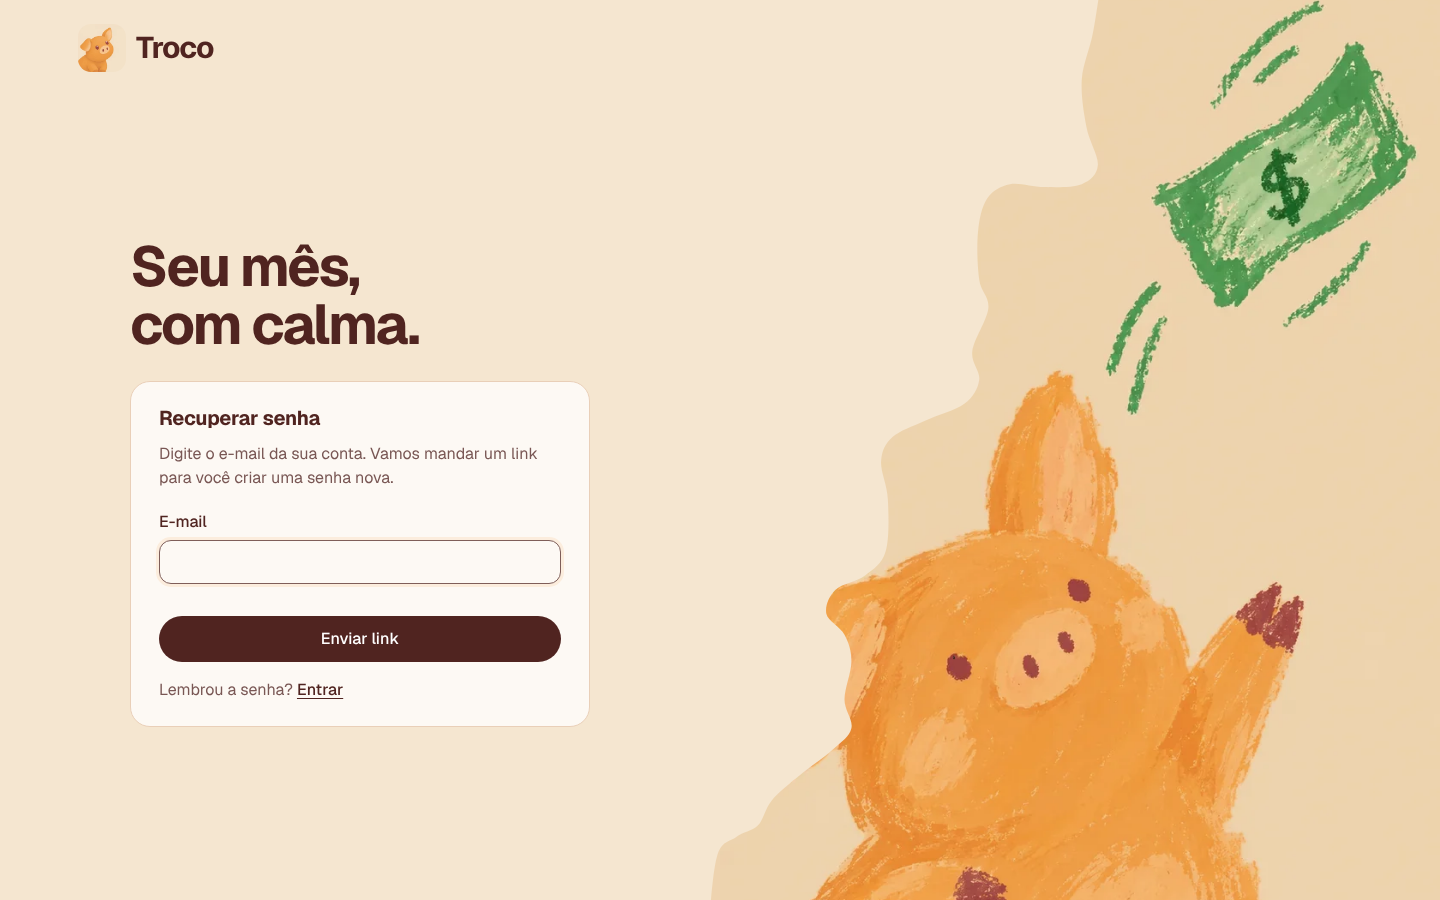 Troco
Seu mês,
com calma.
Recuperar senha
Digite o e-mail da sua conta. Vamos mandar um link
para você criar uma senha nova.
E-mail
Enviar link
Lembrou a senha? Entrar
$